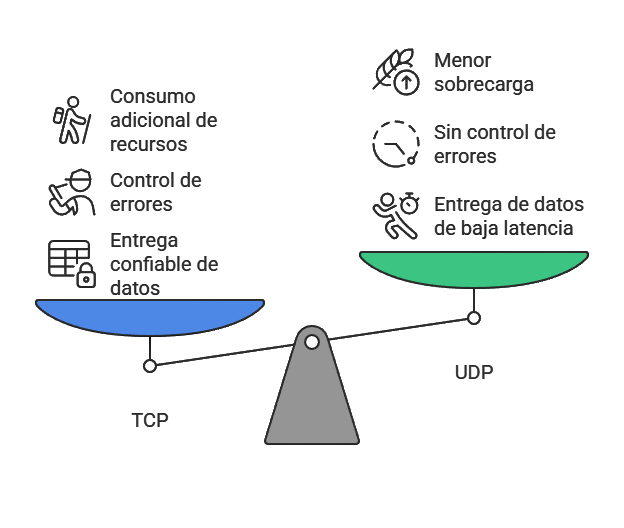 Consumo
adicional de
recursos
Control de
errores
Entrega
confiable de
datos
TCP
Menor
sobrecarga
Sin control de
errores
Entrega de datos
de baja latencia
UDP